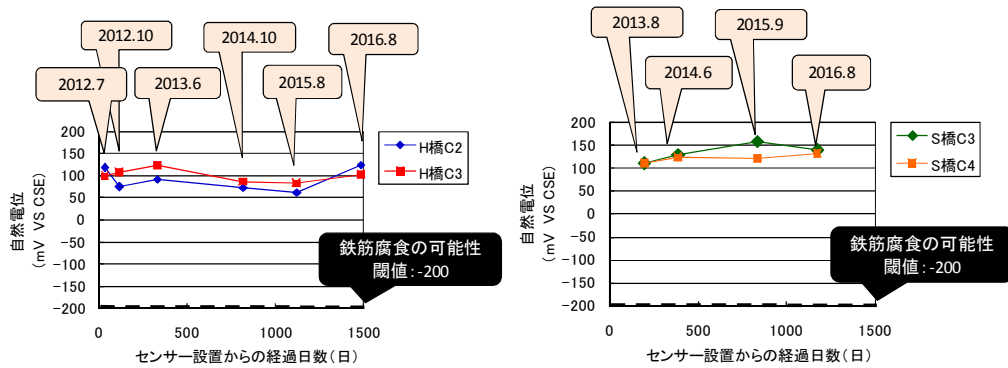 2012.10
2014.10
2016.8
2012.7
2013.6
2015.8
200
150
100
50
0
-50
-100
-150
-200
自然電位
(mV VS CSE)
H橋C2
H橋C3
鉄筋腐食の可能性
閾値:-200
0
500
1000
1500
センサー設置からの経過日数(日)
2013.8
2015.9
2014.6
2016.8
200
150
100
50
0
-50
-100
-150
-200
自然電位
(mV VS CSE)
S橋C3
S橋C4
鉄筋腐食の可能性
閾値:-200
0
500
1000
1500
センサー設置からの経過日数(日)